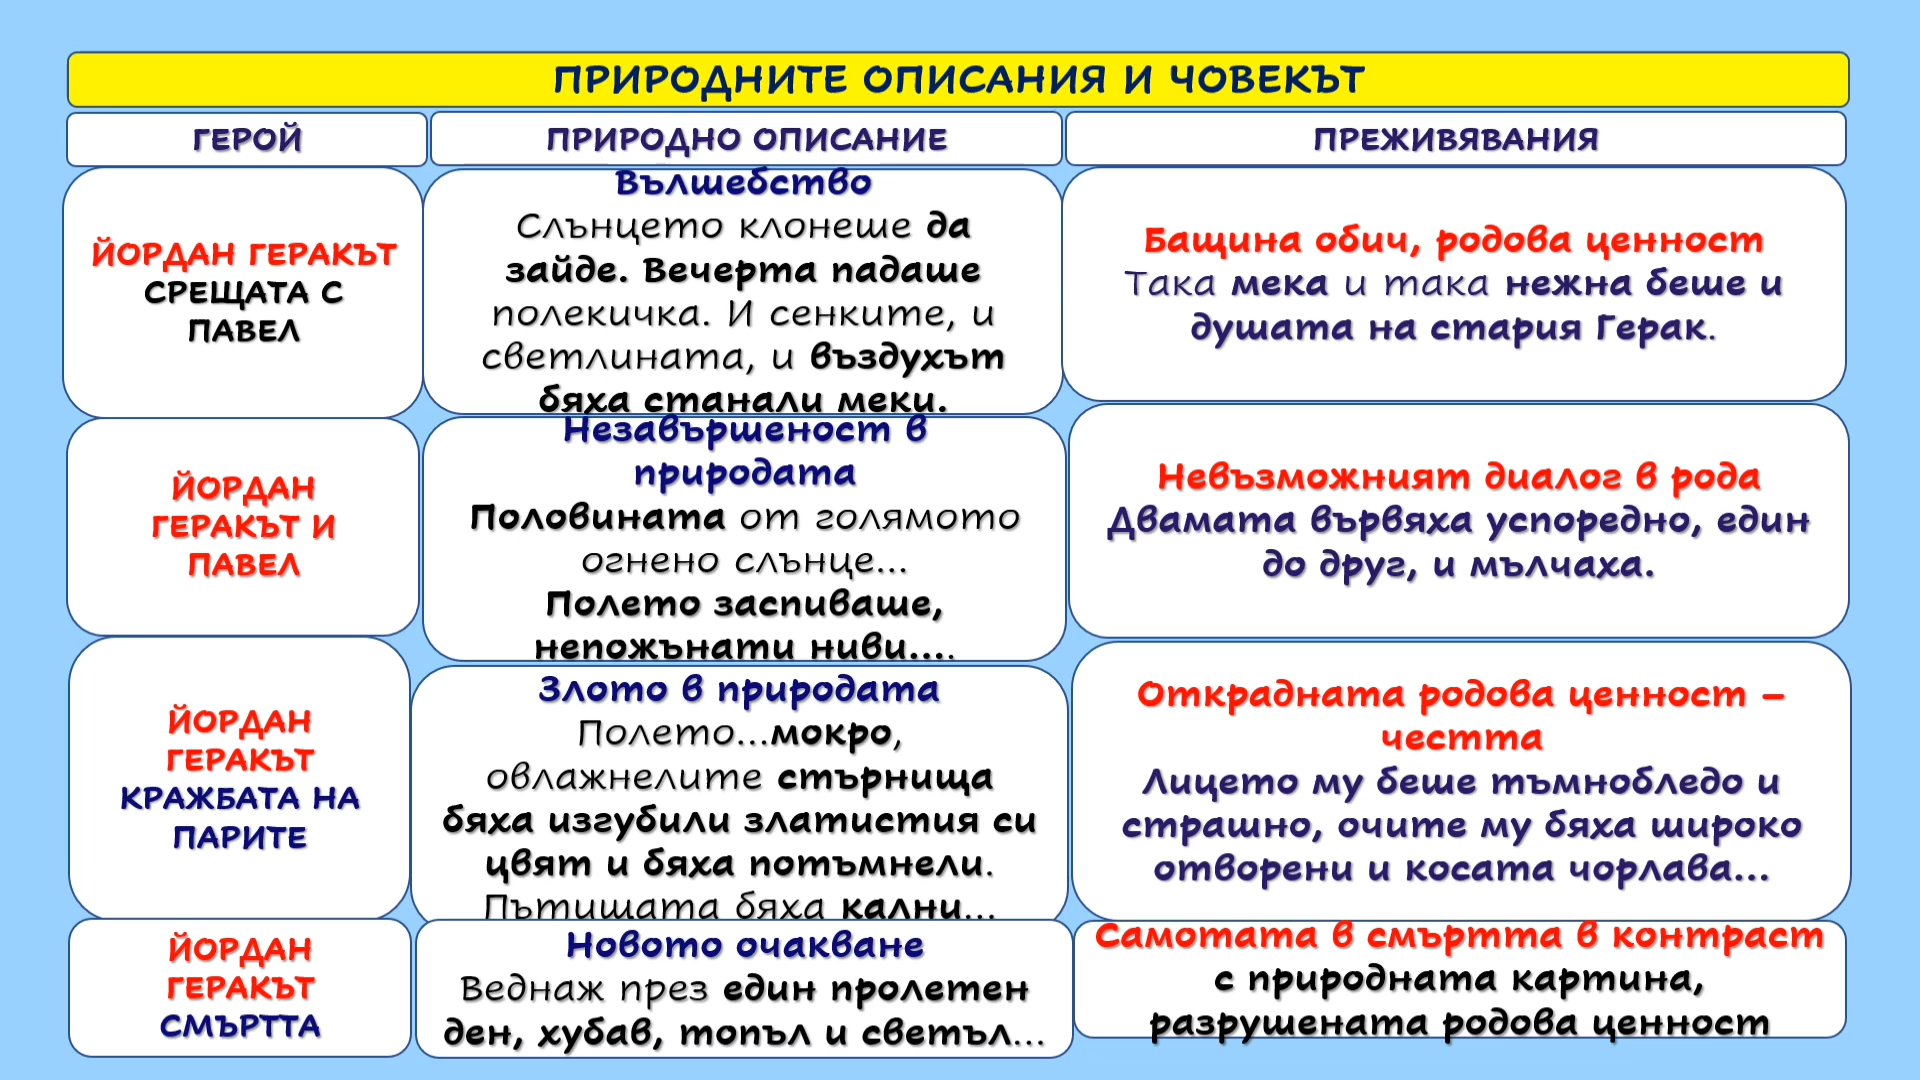 ПРИРОДНИТЕ ОПИСАНИЯ И ЧОВЕКЪТ
ГЕРОЙ
ПРИРОДНО ОПИСАНИЕ
ПРЕЖИВЯВАНИЯ
ЙОРДАН ГЕРАКЪТ
СРЕЩАТА С
ПАВЕЛ
Вълшебство
Слънцето клонеше да
зайде. Вечерта падаше
полекичка. И сенките, и
светлината, и въздухът
бяха станали меки.
Бащина обич, родова ценност
Така мека и така нежна беше и
душата на стария Герак.
ЙОРДАН
ГЕРАКЪТ И
ПАВЕЛ
Незавършеност в
природата
Половината от голямото
огнено слънце...
Полето заспиваше,
непожънати ниви....
Невъзможният диалог в рода
Двамата вървяха успоредно, един
до друг, и мълчаха.
ЙОРДАН
ГЕРАКЪТ
КРАЖБАТА НА
ПАРИТЕ
Злото в природата
Полето...мокро,
овлажнелите стърнища
бяха изгубили златистия си
цвят и бяха потъмнели.
Пътищата бяха кални...
Открадната родова ценност –
честта
Лицето му беше тъмнобледо и
страшно, очите му бяха широко
отворени и косата чорлава...
ЙОРДАН
ГЕРАКЪТ
СМЪРТТА
Новото очакване
Веднаж през един пролетен
ден, хубав, топъл и светъл...
Самотата в смъртта в контраст
с природната картина,
разрушената родова ценност